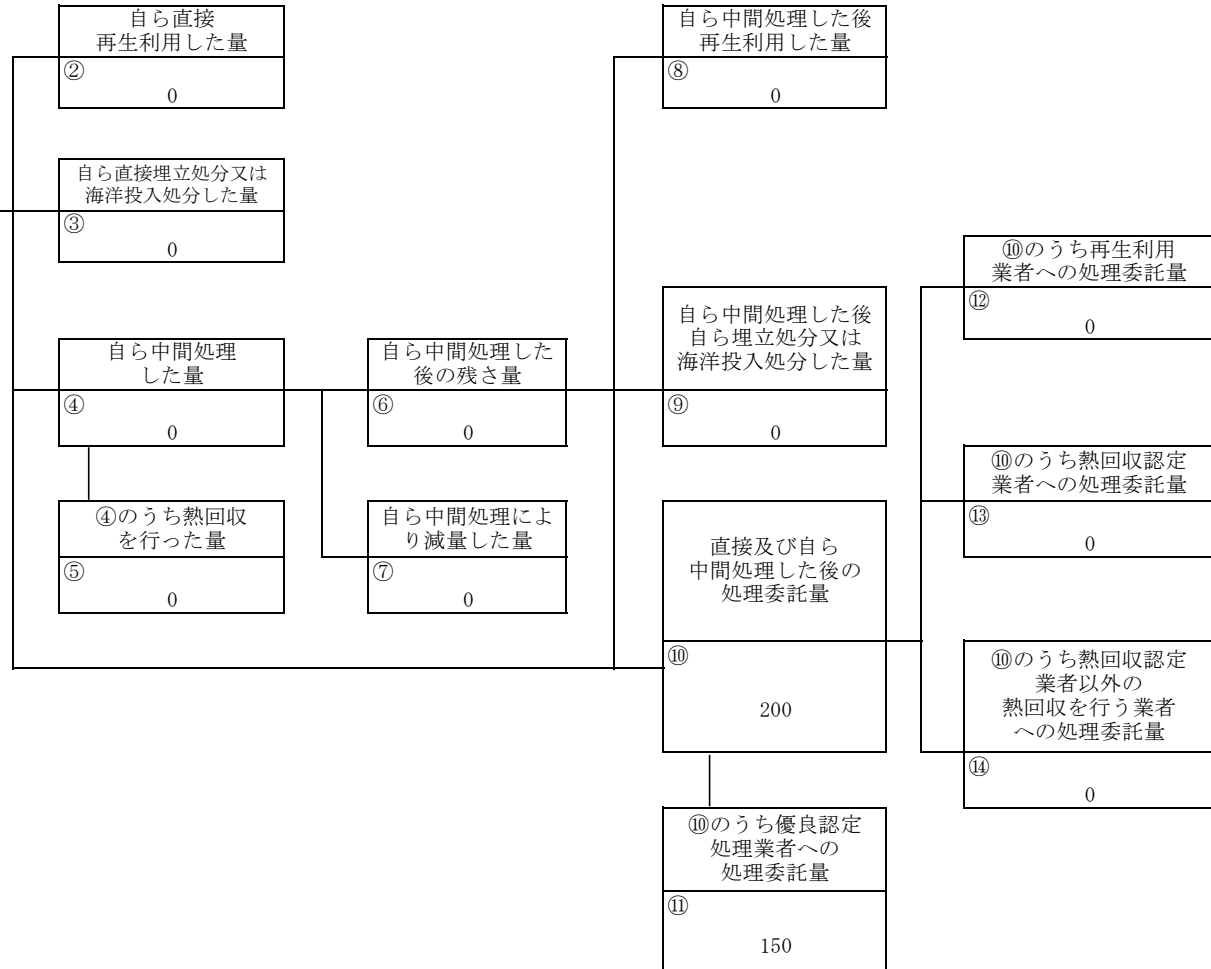 自ら直接
再生利用した量
②
0
自ら直接埋立処分又は
海洋投入処分した量
③
0
自ら中間処理
した量
④
0
④のうち熱回収
を行った量
⑤
0
自ら中間処理した
後の残さ量
⑥
0
自ら中間処理によ
り減量した量
⑦
0
自ら中間処理した後
再生利用した量
⑧
0
自ら中間処理した後
自ら埋立処分又は
海洋投入処分した量
⑨
0
直接及び自ら
中間処理した後の
処理委託量
⑩
200
⑩のうち優良認定
処理業者への
処理委託量
⑪
150
⑩のうち再生利用
業者への処理委託量
⑫
0
⑩のうち熱回収認定
業者への処理委託量
⑬
0
⑩のうち熱回収認定
業者以外の
熱回収を行う業者
への処理委託量
⑭
0